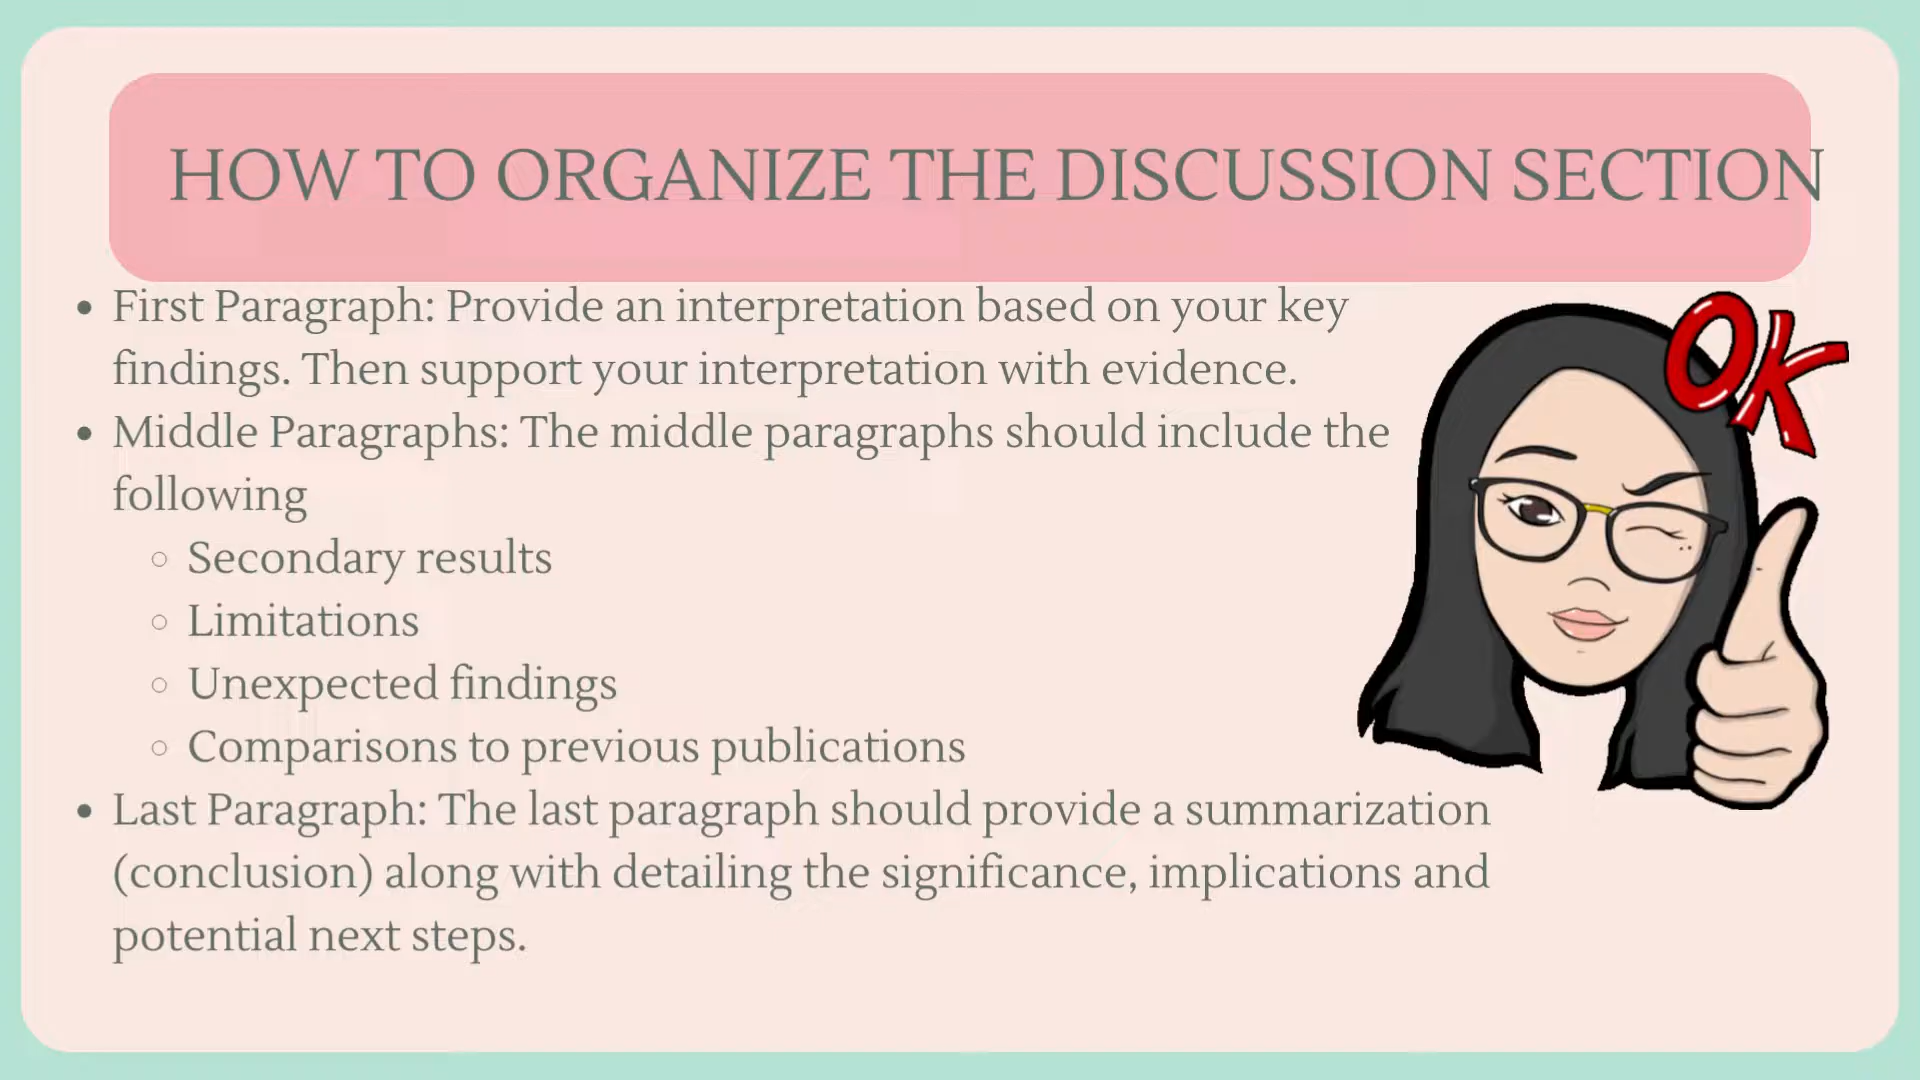 HOW TO ORGANIZE THE DISCUSSION SECTION
OK
• First Paragraph: Provide an interpretation based on your key
findings. Then support your interpretation with evidence.
• Middle Paragraphs: The middle paragraphs should include the
following
○ Secondary results
○ Limitations
○ Unexpected findings
○ Comparisons to previous publications
• Last Paragraph: The last paragraph should provide a summarization
(conclusion) along with detailing the significance, implications and
potential next steps.